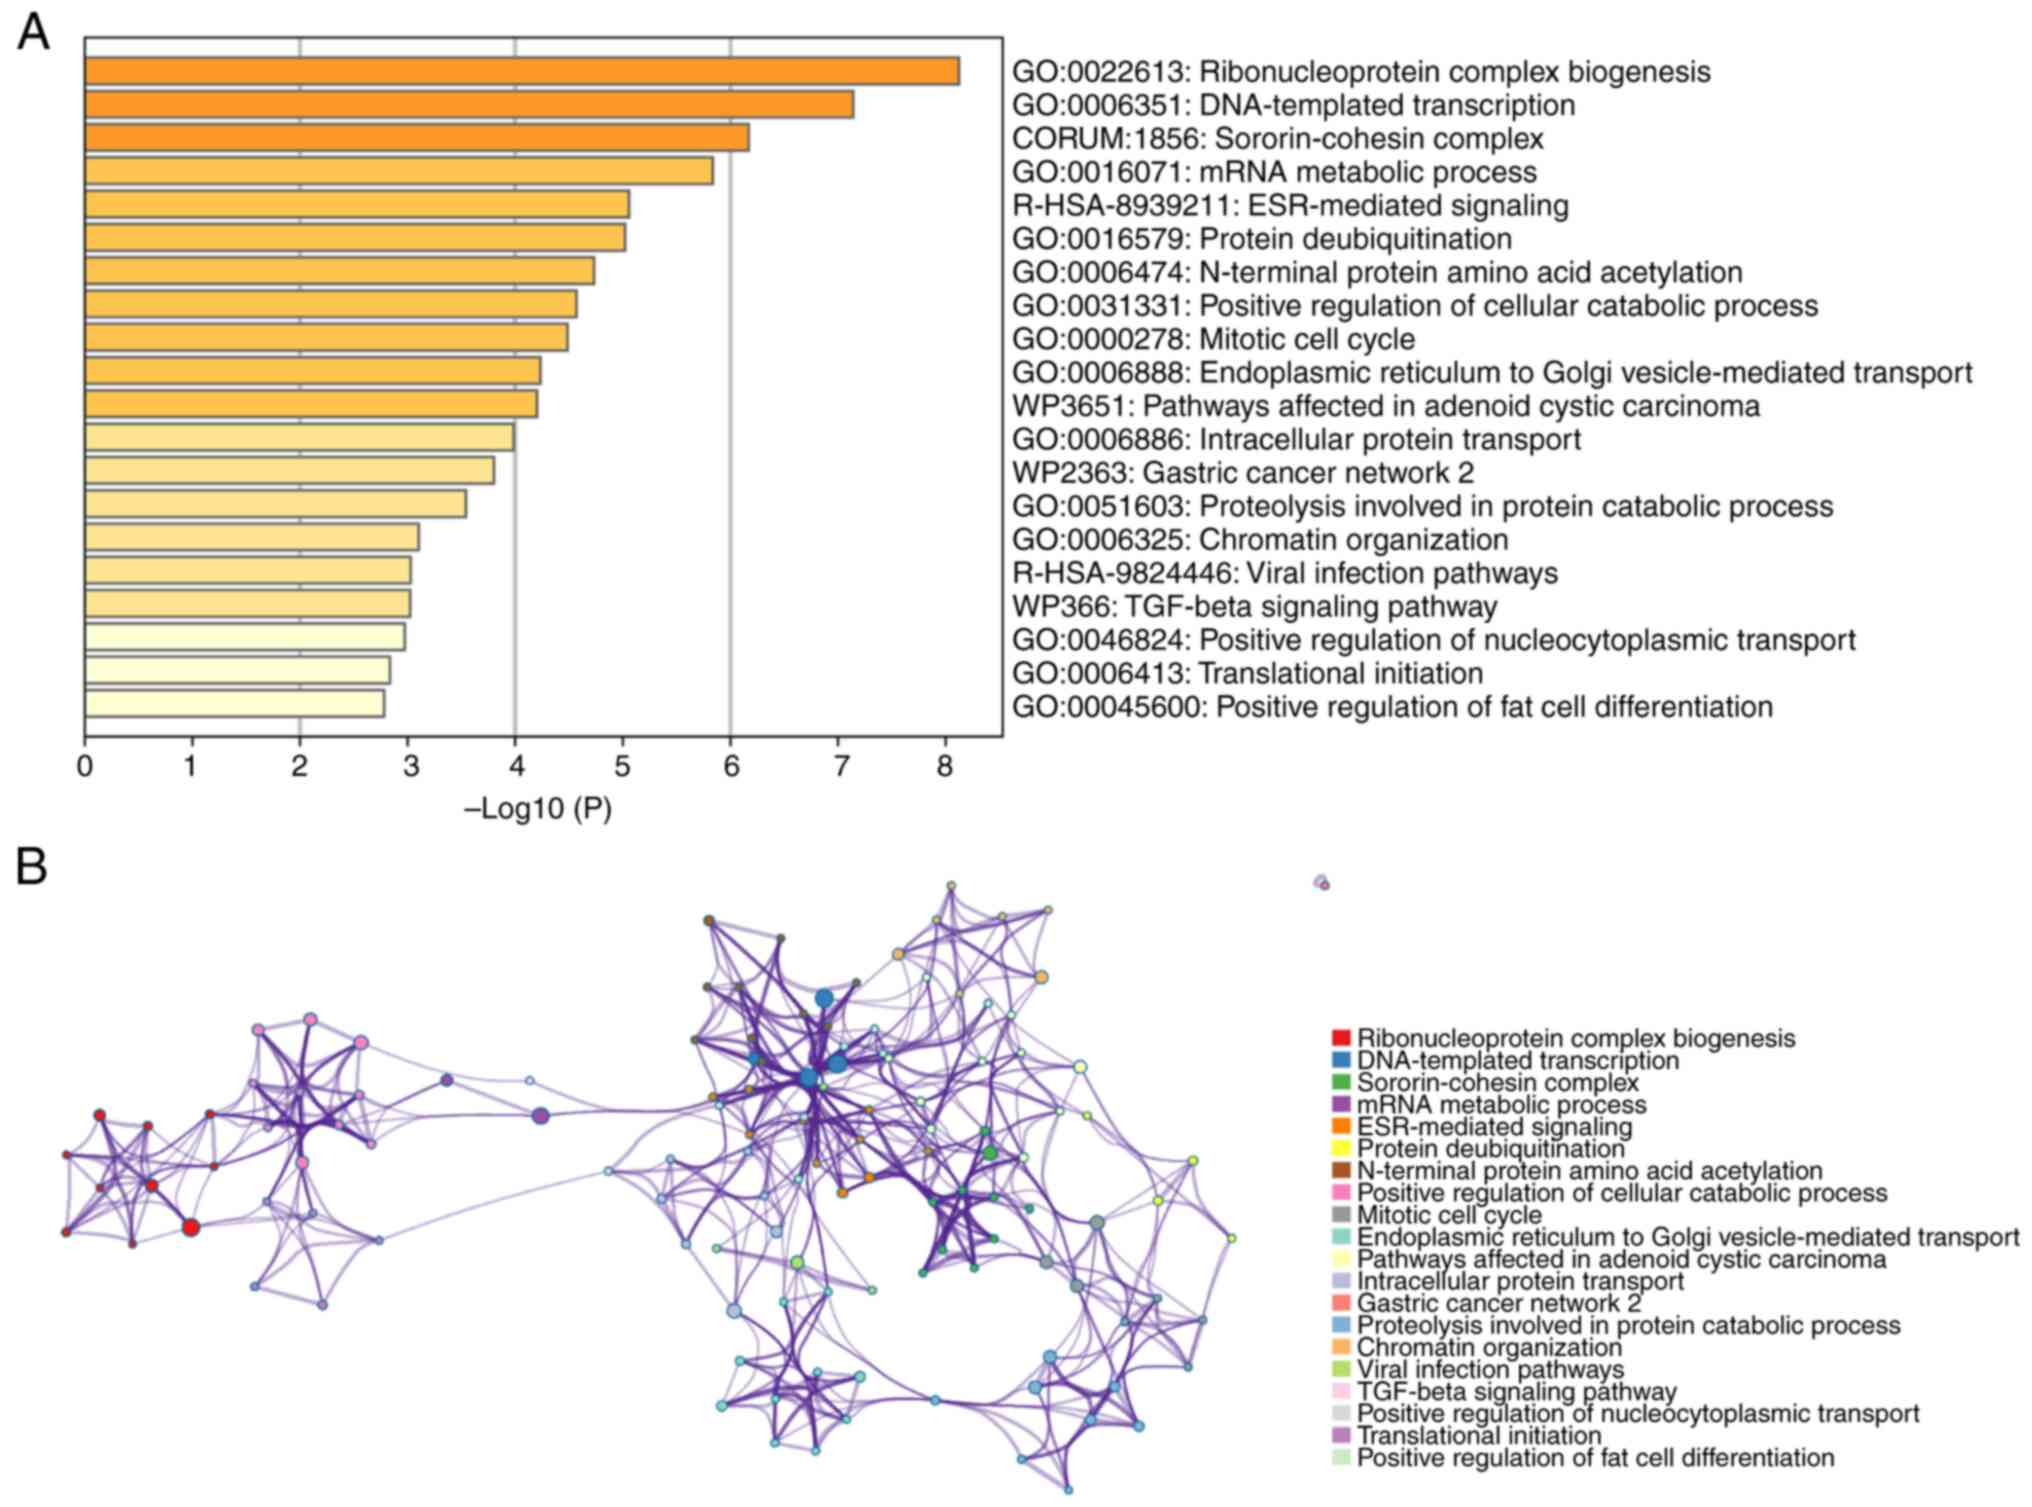 A
GO:0022613: Ribonucleoprotein complex biogenesis
GO:0006351: DNA-templated transcription
CORUM:1856: Sororin-cohesin complex
GO:0016071: mRNA metabolic process
R-HSA-8939211: ESR-mediated signaling
GO:0016579: Protein deubiquitination
GO:0006474: N-terminal protein amino acid acetylation
GO:0031331: Positive regulation of cellular catabolic process
GO:0000278: Mitotic cell cycle
GO:0006888: Endoplasmic reticulum to Golgi vesicle-mediated transport
WP3651: Pathways affected in adenoid cystic carcinoma
GO:0006886: Intracellular protein transport
WP2363: Gastric cancer network 2
GO:0051603: Proteolysis involved in protein catabolic process
GO:0006325: Chromatin organization
R-HSA-9824446: Viral infection pathways
WP366: TGF-beta signaling pathway
GO:0046824: Positive regulation of nucleocytoplasmic transport
GO:0006413: Translational initiation
GO:00045600: Positive regulation of fat cell differentiation
0 1 2 3 4 5 6 7 8
–Log10 (P)
B
Ribonucleoprotein complex biogenesis
DNA-templated transcription
Sororin-cohesin complex
mRNA metabolic process
ESR-mediated signaling
Protein deubiquitination
N-terminal protein amino acid acetylation
Positive regulation of cellular catabolic process
Mitotic cell cycle
Endoplasmic reticulum to Golgi vesicle-mediated transport
Pathways affected in adenoid cystic carcinoma
Intracellular protein transport
Gastric cancer network 2
Proteolysis involved in protein catabolic process
Chromatin organization
Viral infection pathways
TGF-beta signaling pathway
Positive regulation of nucleocytoplasmic transport
Translational initiation
Positive regulation of fat cell differentiation